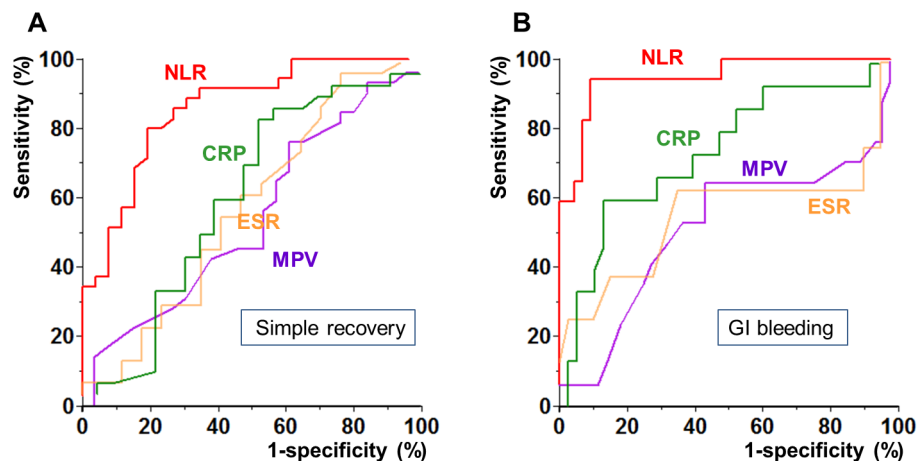 A
Sensitivity (%)
100
80
60
40
20
0
NLR
CRP
ESR
MPV
Simple recovery
0 20 40 60 80 100
1-specificity (%)
B
Sensitivity (%)
100
80
60
40
20
0
NLR
CRP
MPV
ESR
GI bleeding
0 20 40 60 80 100
1-specificity (%)